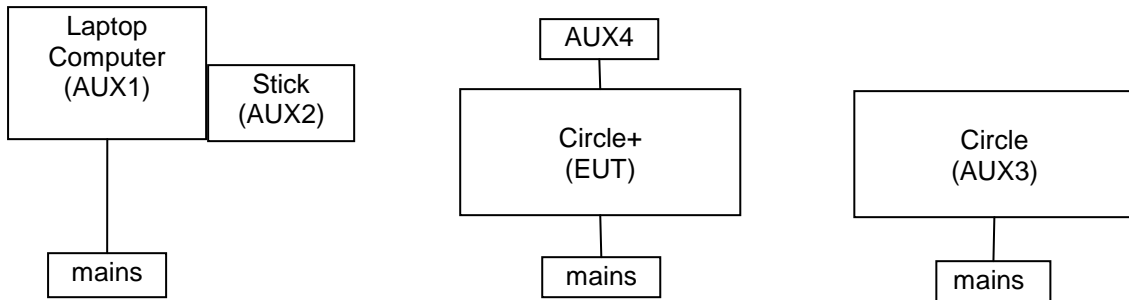 Laptop
Computer
(AUX1)
Stick
(AUX2)
mains
AUX4
Circle+
(EUT)
mains
Circle
(AUX3)
mains